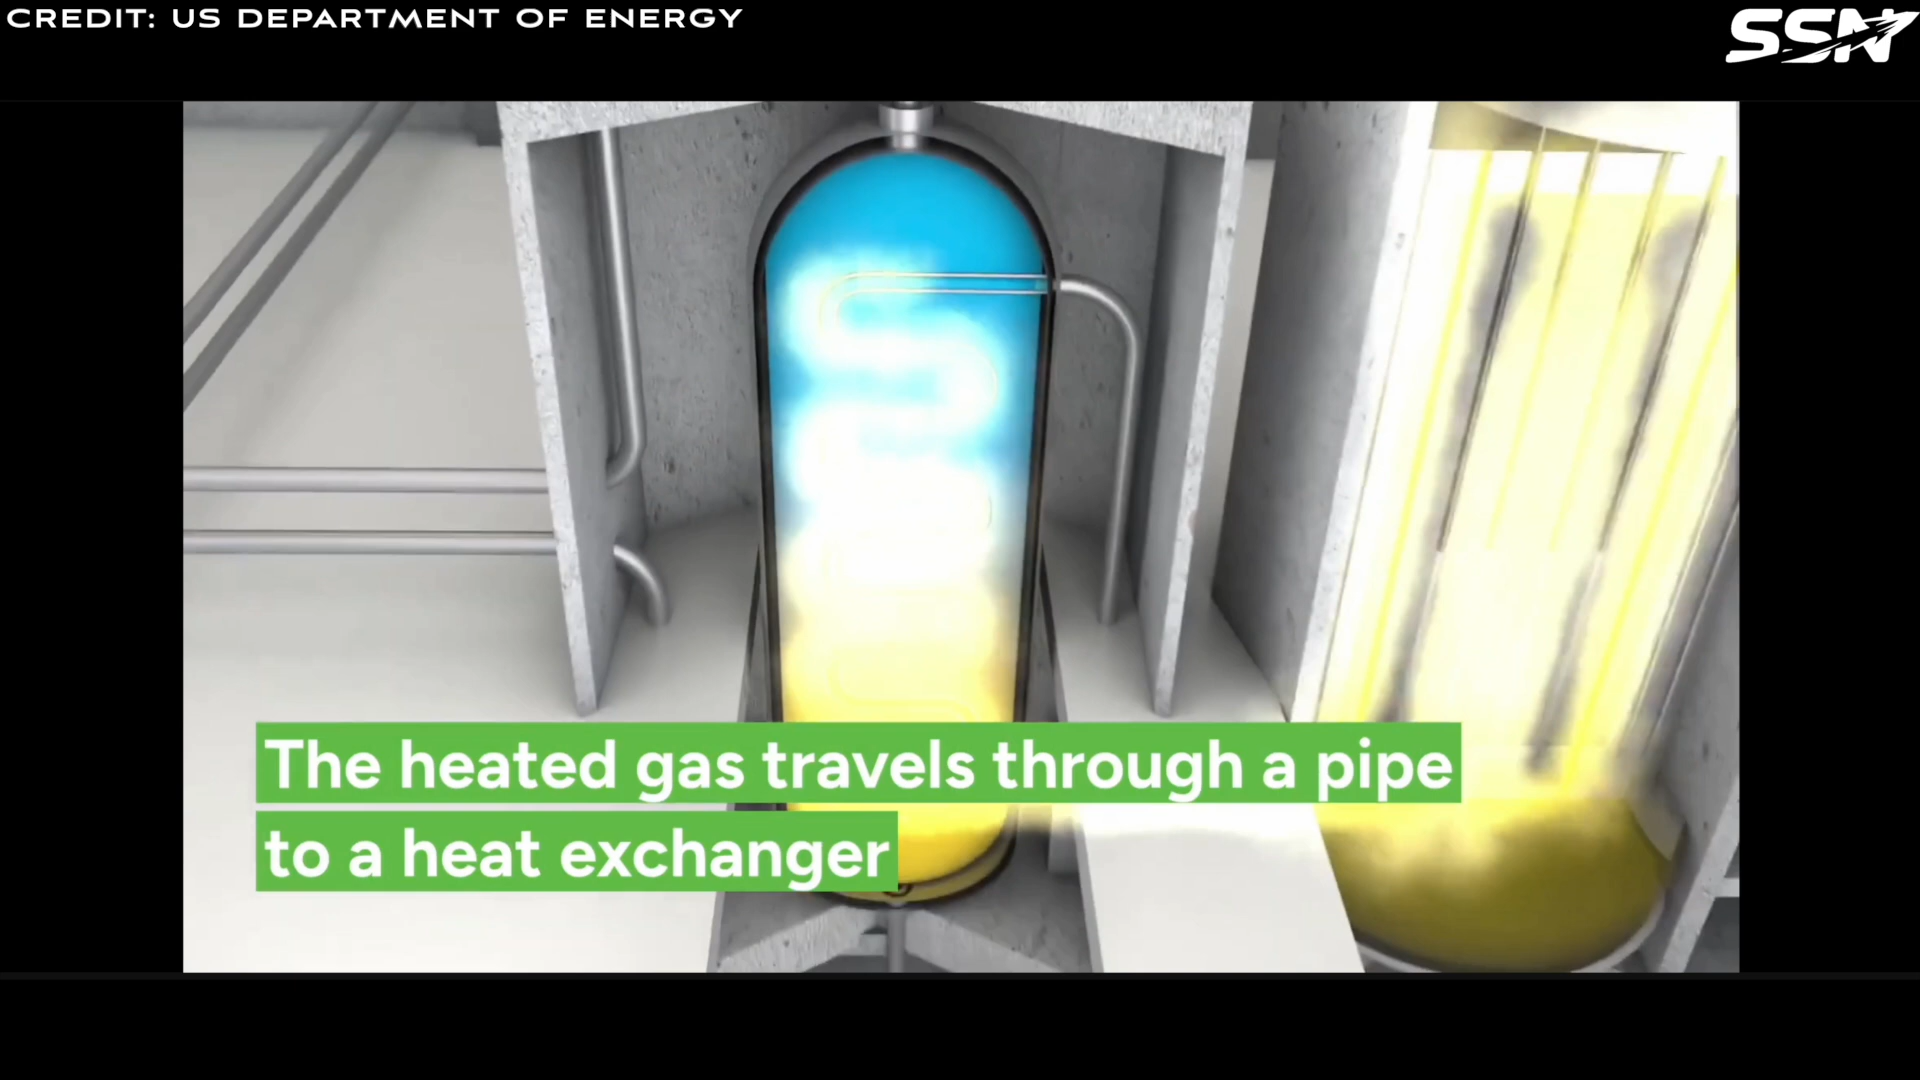 CREDIT: US DEPARTMENT OF ENERGY
SSN
The heated gas travels through a pipe
to a heat exchanger